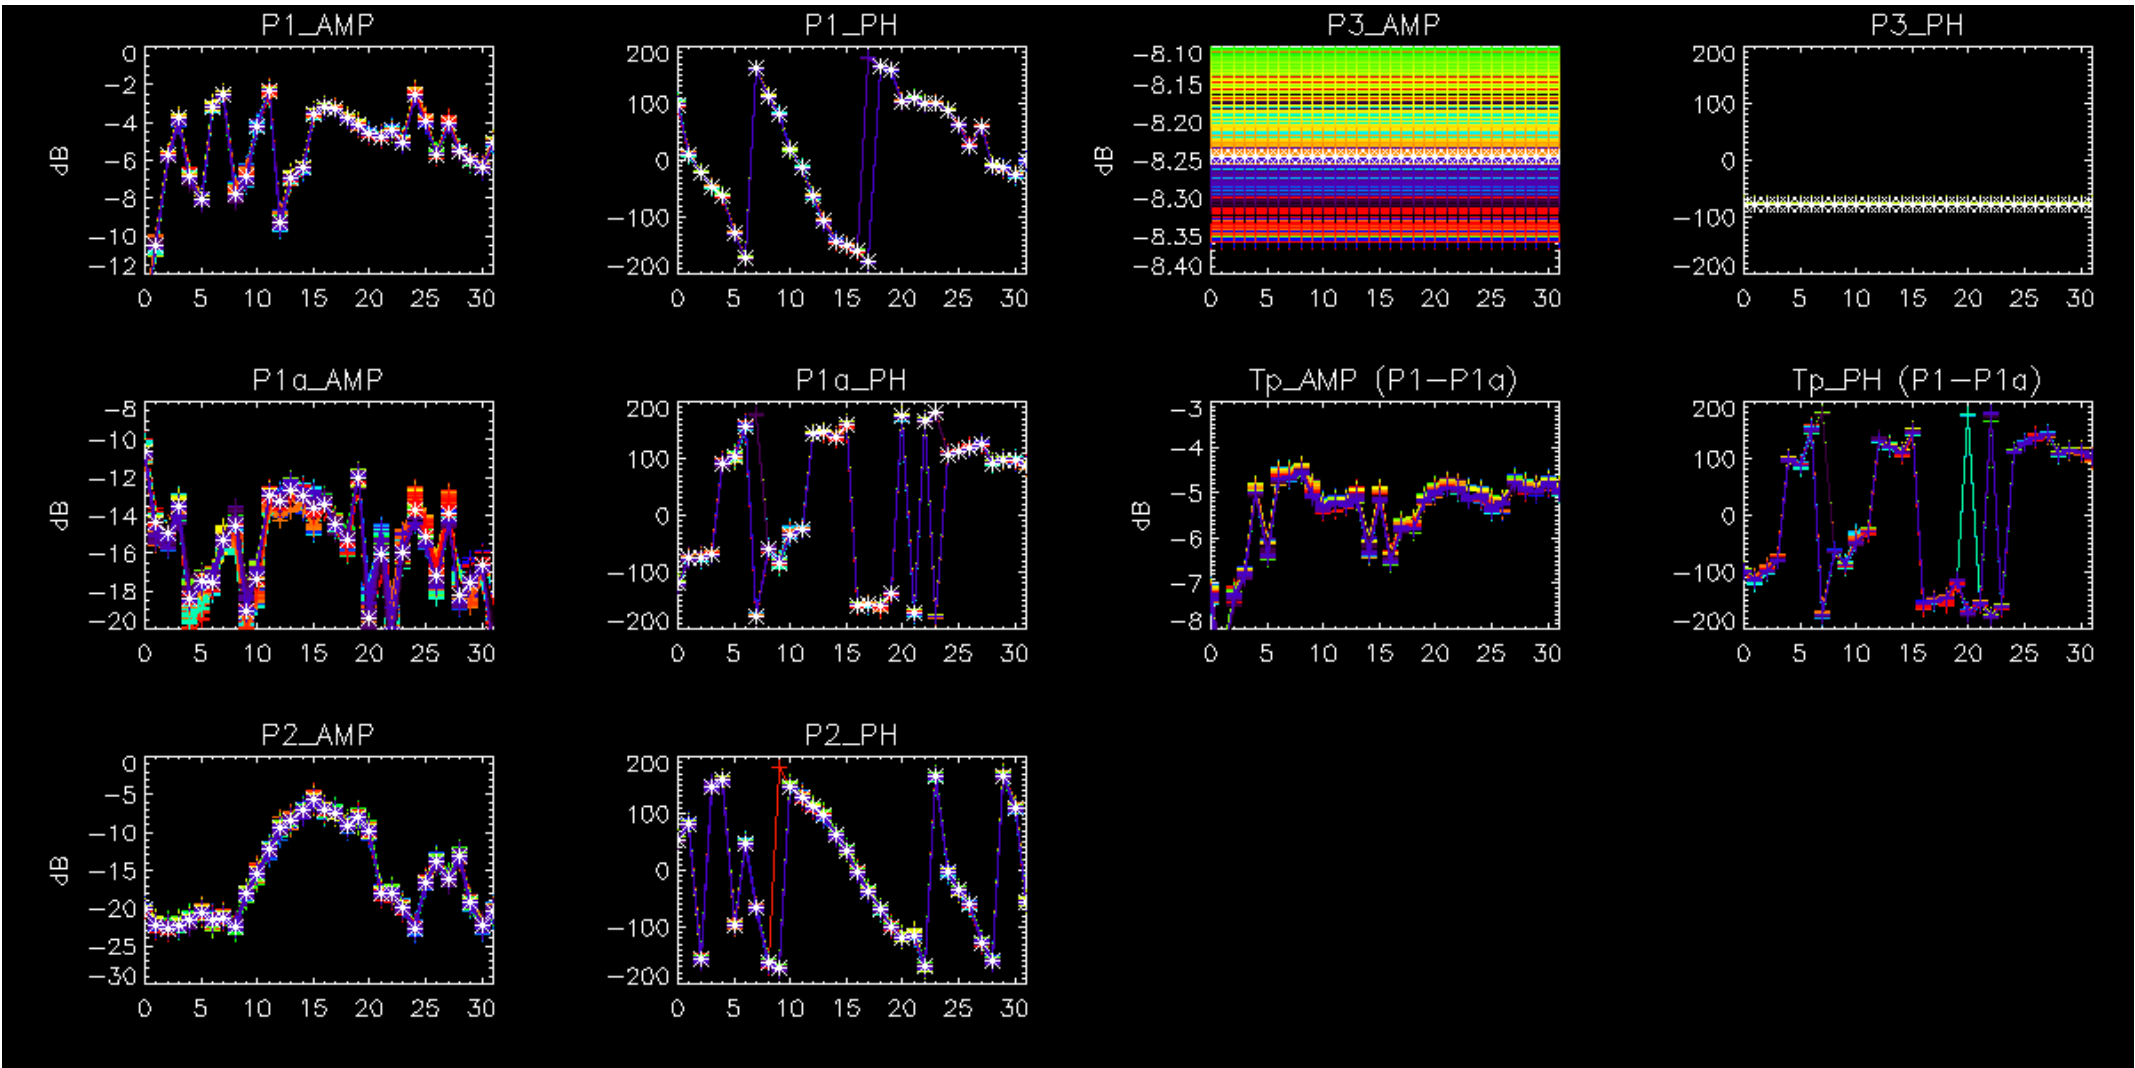 P1_AMP
P1_PH
P3_AMP
P3_PH
0
−2
−4
−6
−8
−10
−12
dB
0 5 10 15 20 25 30
200
100
0
−100
−200
0 5 10 15 20 25 30
−8.10
−8.15
−8.20
−8.25
−8.30
−8.35
−8.40
dB
0 5 10 15 20 25 30
200
100
0
−100
−200
0 5 10 15 20 25 30
P1a_AMP
P1a_PH
Tp_AMP (P1−P1a)
Tp_PH (P1−P1a)
−8
−10
−12
−14
−16
−18
−20
dB
0 5 10 15 20 25 30
200
100
0
−100
−200
0 5 10 15 20 25 30
−3
−4
−5
−6
−7
−8
dB
0 5 10 15 20 25 30
200
100
0
−100
−200
0 5 10 15 20 25 30
P2_AMP
P2_PH
0
−5
−10
−15
−20
−25
−30
dB
0 5 10 15 20 25 30
200
100
0
−100
−200
0 5 10 15 20 25 30